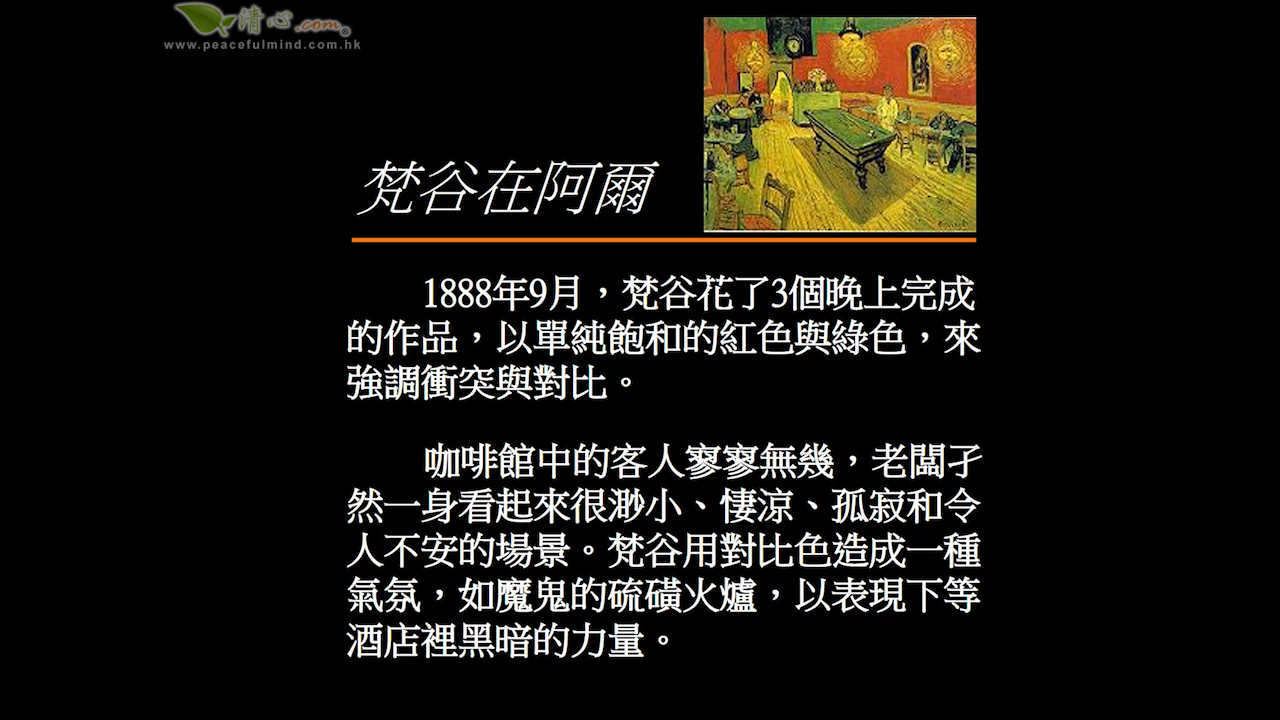 清心.com®
www.peacefulmind.com.hk
梵谷在阿爾
1888年9月，梵谷花了3個晚上完成
的作品，以單純飽和的紅色與綠色，來
強調衝突與對比。
咖啡館中的客人寥寥無幾，老闆孑
然一身看起來很渺小、悽涼、孤寂和令
人不安的場景。梵谷用對比色造成一種
氣氛，如魔鬼的硫磺火爐，以表現下等
酒店裡黑暗的力量。